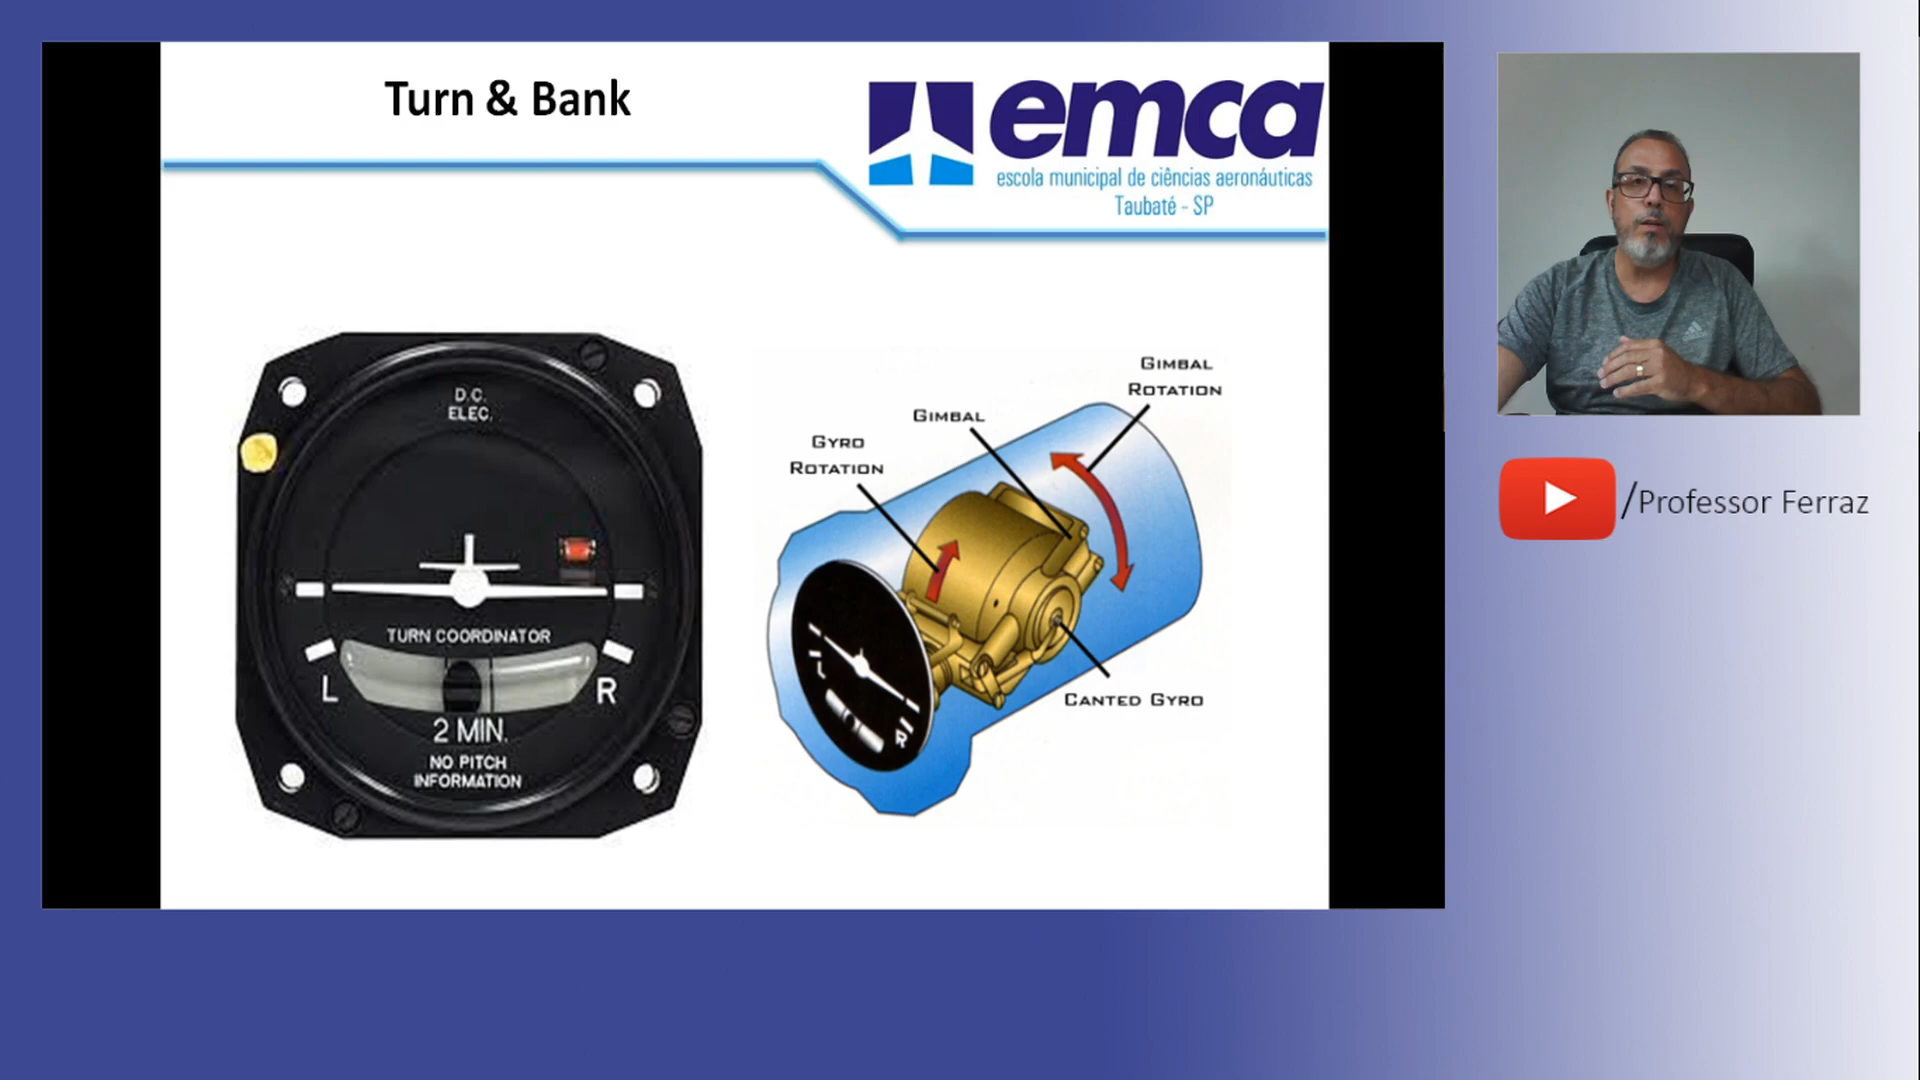 Turn & Bank
emca
escola municipal de ciências aeronáuticas
Taubaté - SP
D.C.
ELEC.
TURN COORDINATOR
L
R
2 MIN.
NO PITCH
INFORMATION
GIMBAL
ROTATION
GIMBAL
GYRO
ROTATION
CANTED GYRO
L
R
/Professor Ferraz